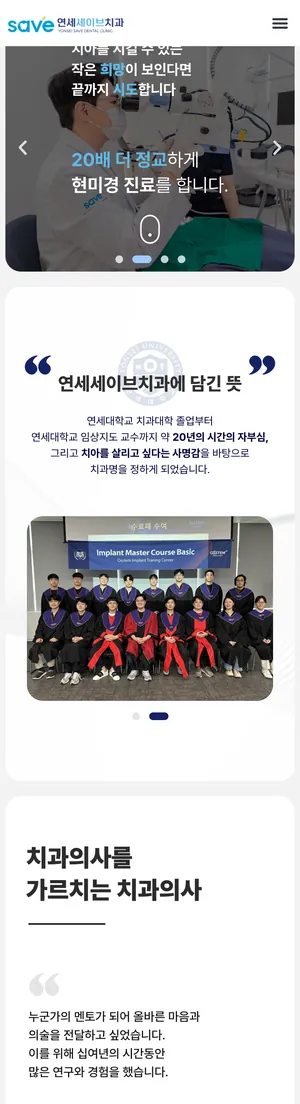 save 연세세이브치과
YONSEI SAVE DENTAL CLINIC
치아를 지킬 수 있는
작은 희망이 보인다면
끝까지 시도합니다
20배 더 정교하게
현미경 진료를 합니다.
save
연세세이브치과에 담긴 뜻
연세대학교 치과대학 졸업부터
연세대학교 임상지도 교수까지 약 20년의 시간의 자부심,
그리고 치아를 살리고 싶다는 사명감을 바탕으로
치과명을 정하게 되었습니다.
수료패 수여
Implant Master Course Basic
Osstem Implant Training Center
치과의사를
가르치는 치과의사
누군가의 멘토가 되어 올바른 마음과
의술을 전달하고 싶었습니다.
이를 위해 십여년의 시간동안
많은 연구와 경험을 했습니다.